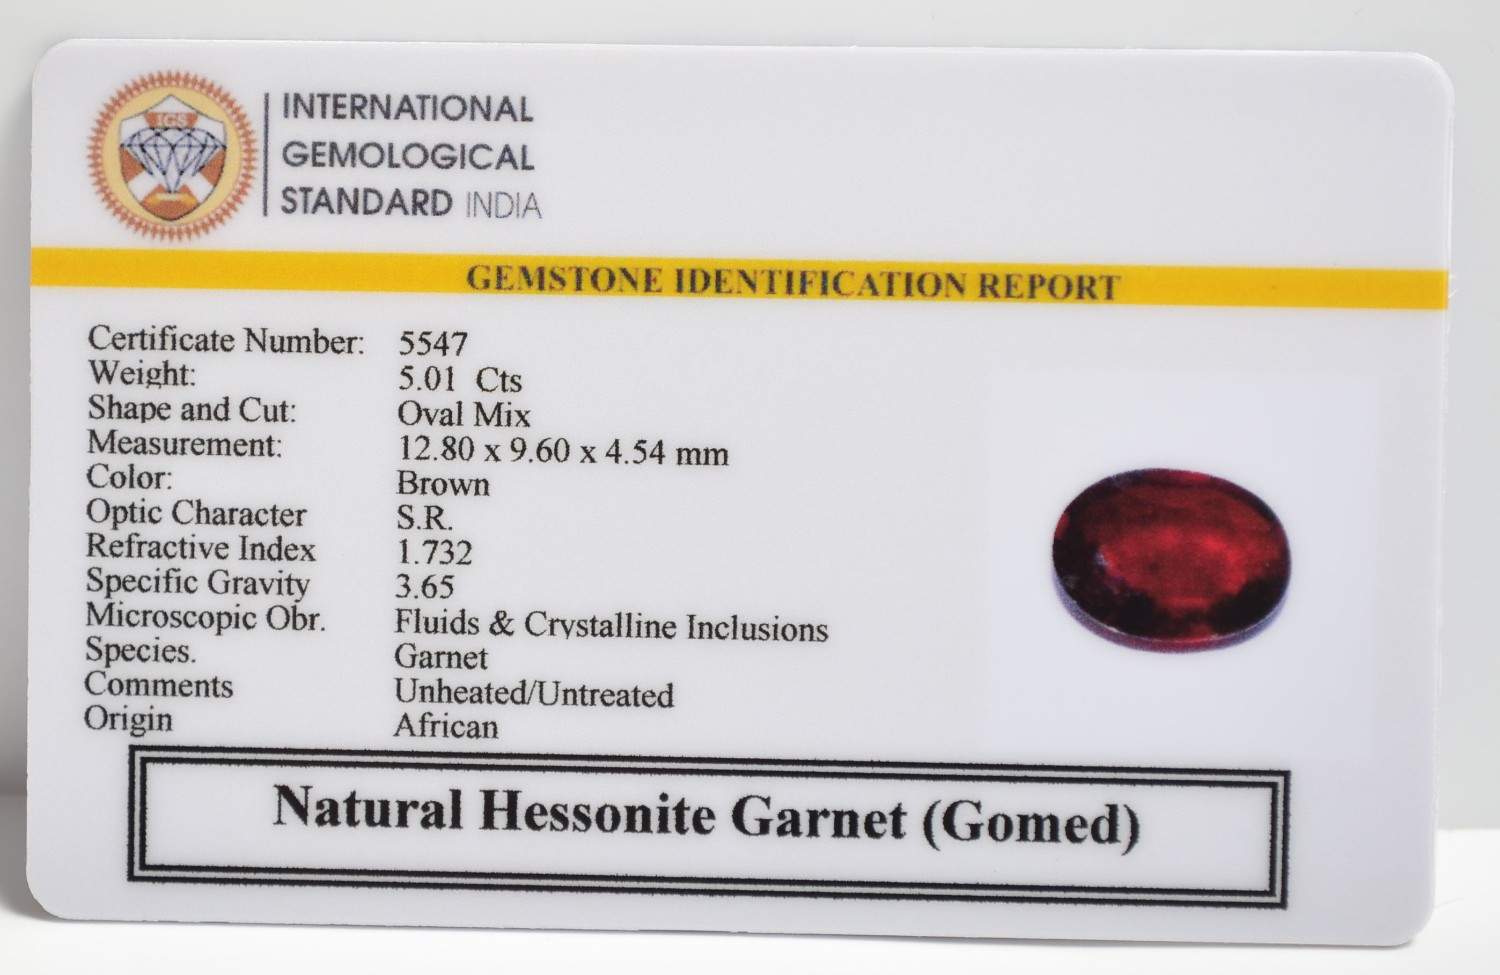 IGS
INTERNATIONAL
GEMOLOGICAL
STANDARD INDIA
GEMSTONE IDENTIFICATION REPORT
Certificate Number: 5547
Weight: 5.01 Cts
Shape and Cut: Oval Mix
Measurement: 12.80 x 9.60 x 4.54 mm
Color: Brown
Optic Character S.R.
Refractive Index 1.732
Specific Gravity 3.65
Microscopic Obr. Fluids & Crystalline Inclusions
Species. Garnet
Comments Unheated/Untreated
Origin African
Natural Hessonite Garnet (Gomed)